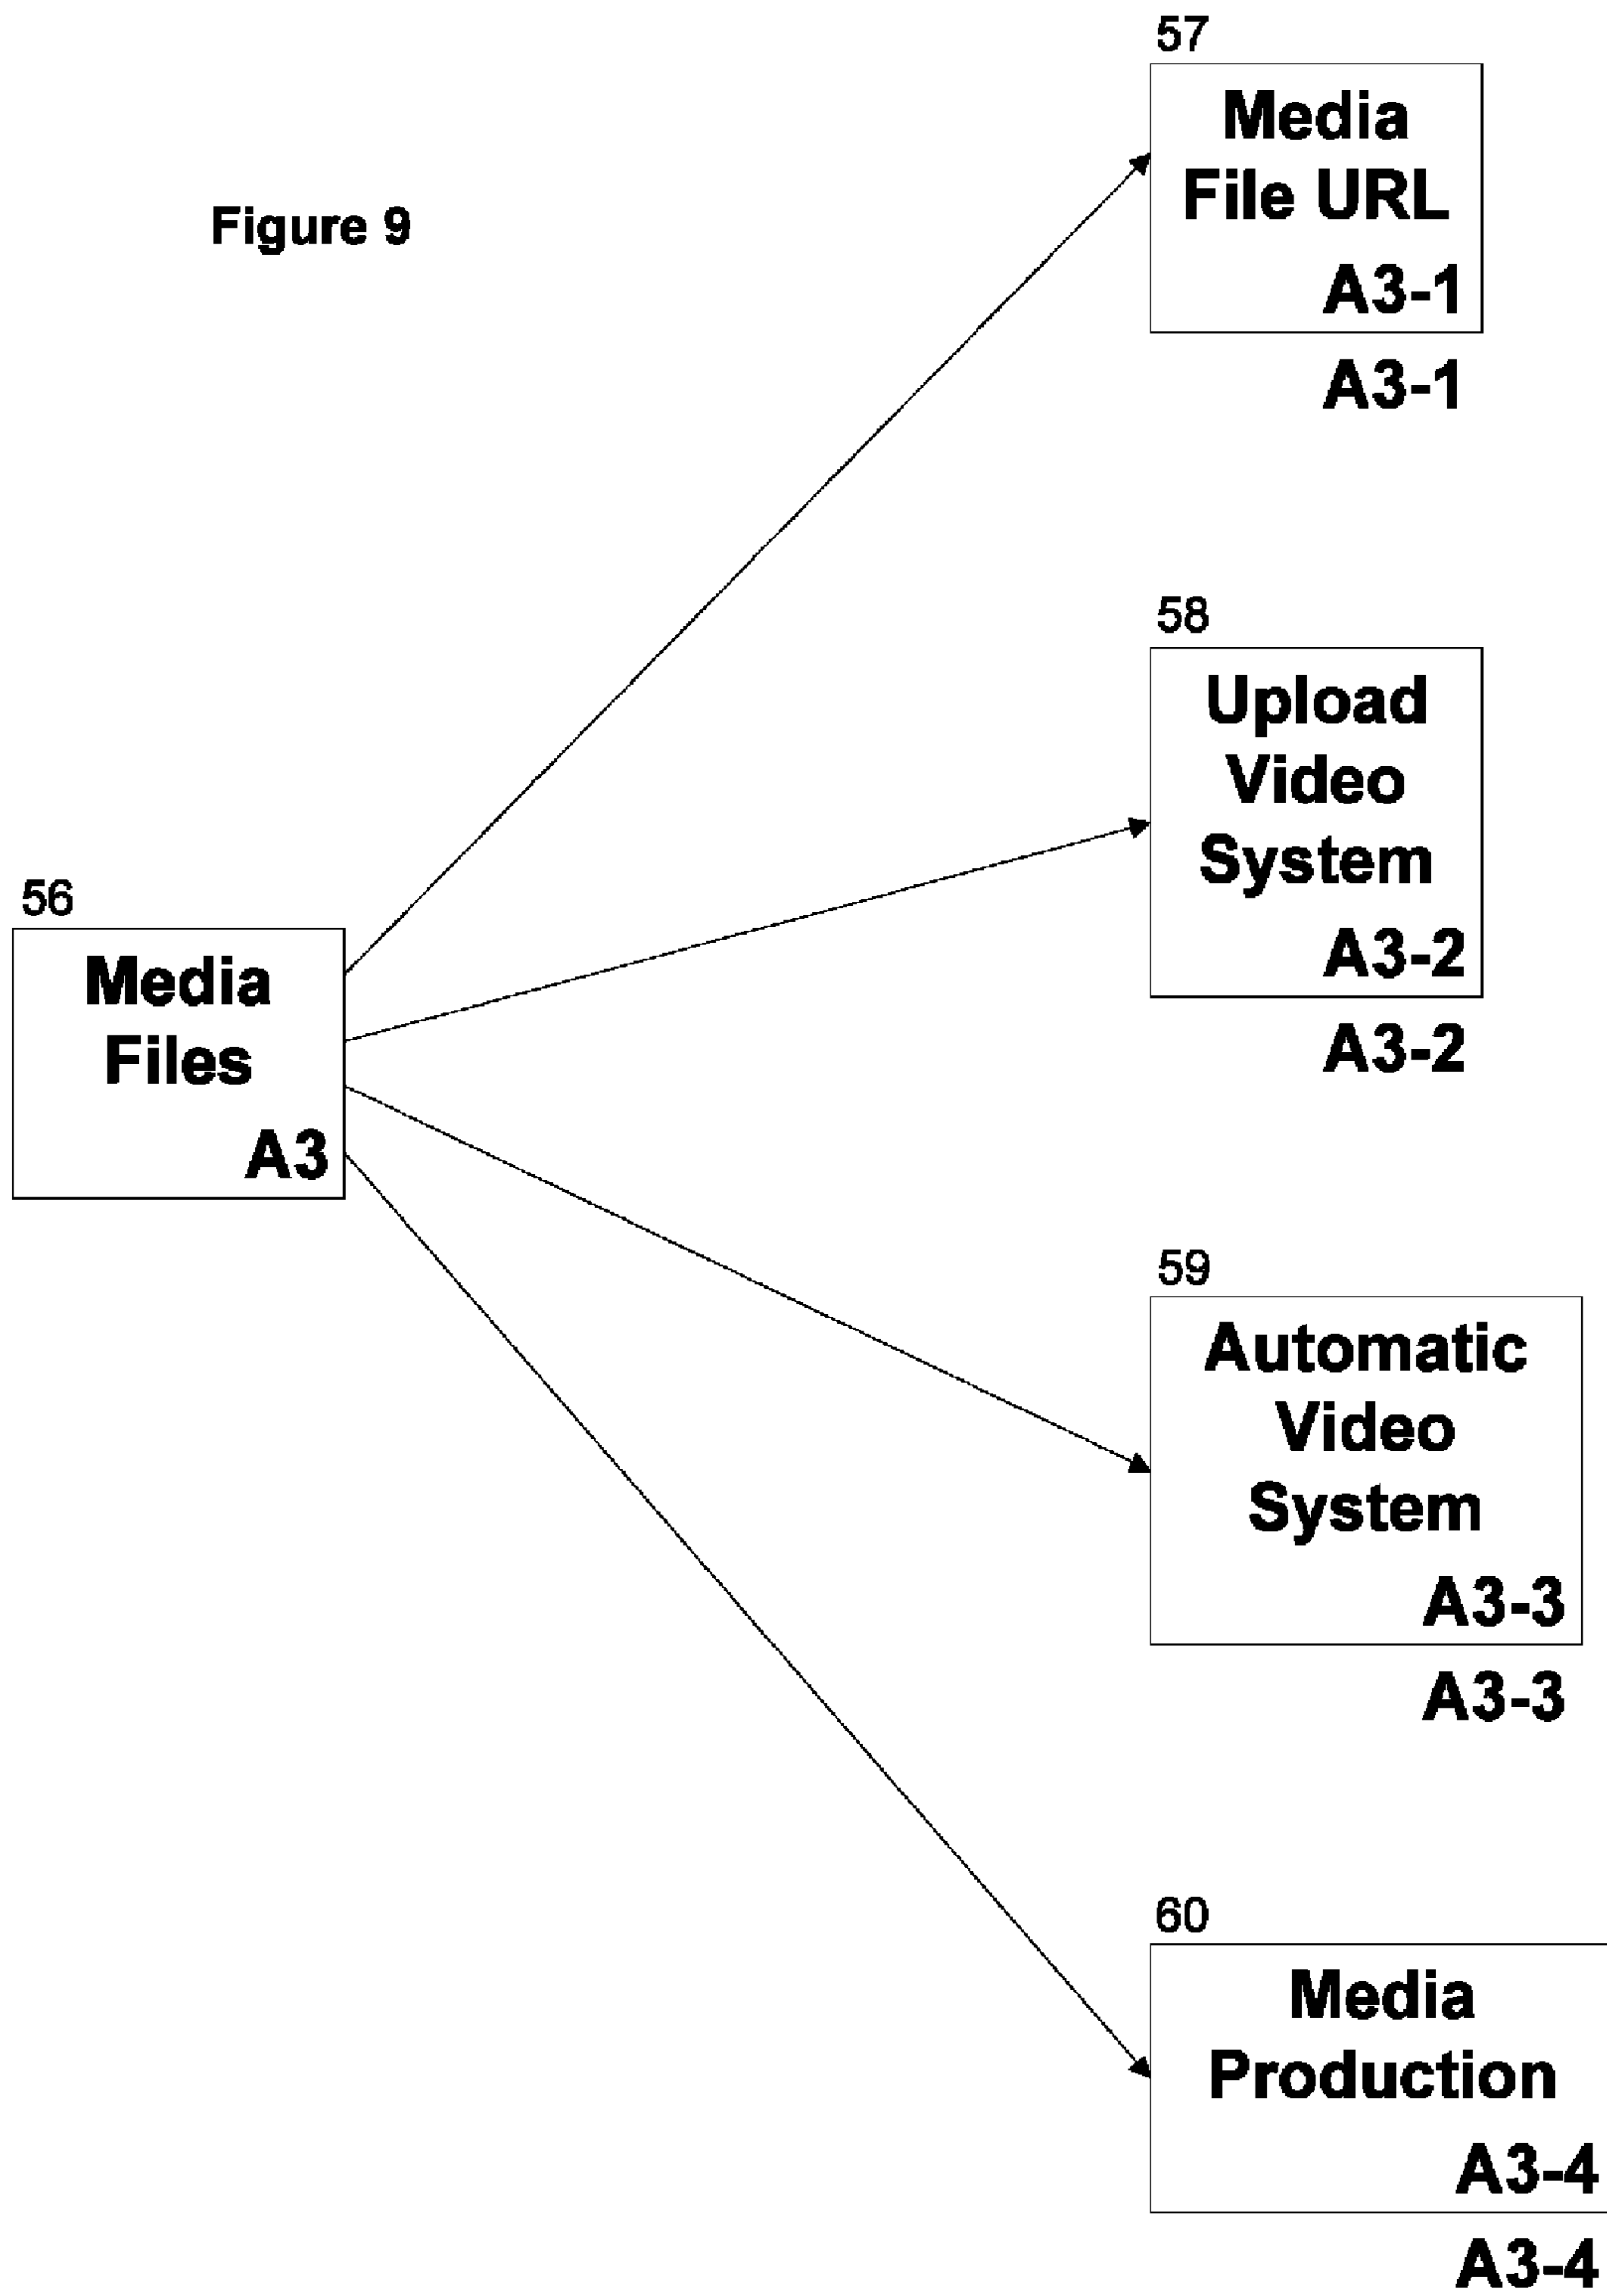 Figure 9
56
Media
Files
A3
57
Media
File URL
A3-1
A3-1
58
Upload
Video
System
A3-2
A3-2
59
Automatic
Video
System
A3-3
A3-3
60
Media
Production
A3-4
A3-4